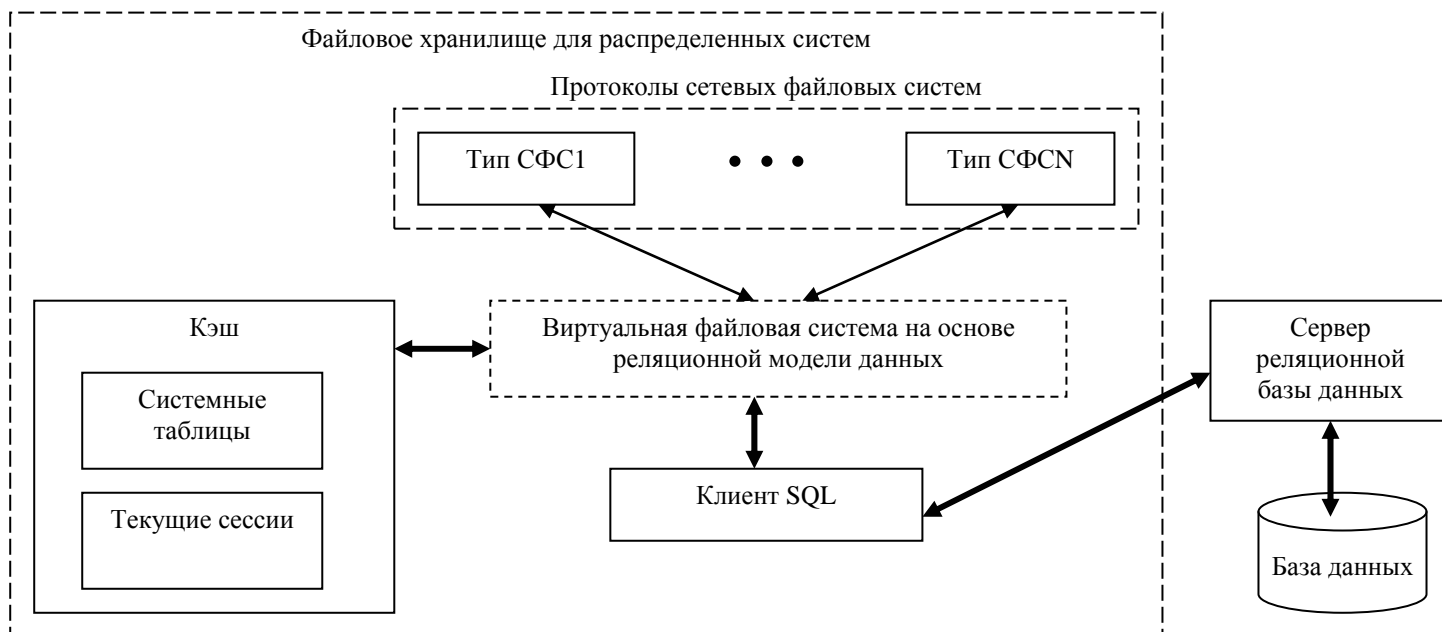 Файловое хранилище для распределенных систем
Протоколы сетевых файловых систем
Тип СФС1
Тип СФСN
Кэш
Системные
таблицы
Текущие сессии
Виртуальная файловая система на основе
реляционной модели данных
Клиент SQL
Сервер
реляционной
базы данных
База данных